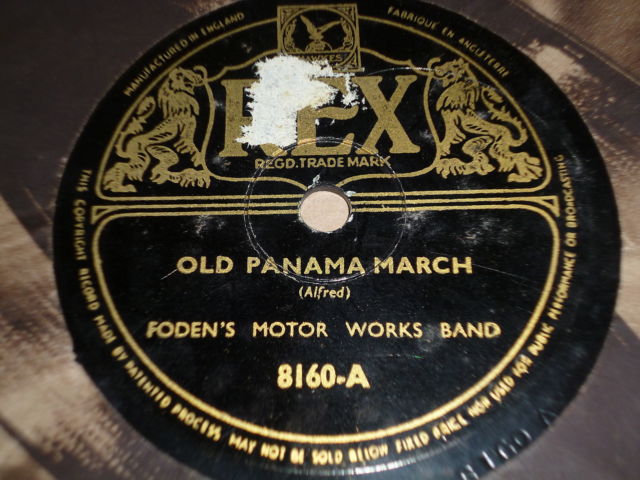 MANUFACTURED IN ENGLAND
FABRIQUÉ EN ANGLETERRE
REX
REGD. TRADE MARK
OLD PANAMA MARCH
(Alfred)
FODEN'S MOTOR WORKS BAND
8160-A
THIS COPYRIGHT RECORD MADE BY PATENTED PROCESS MAY NOT BE SOLD BELOW FIXED PRICE NOR USED FOR PUBLIC PERFORMANCE OR BROADCASTING
8160 A